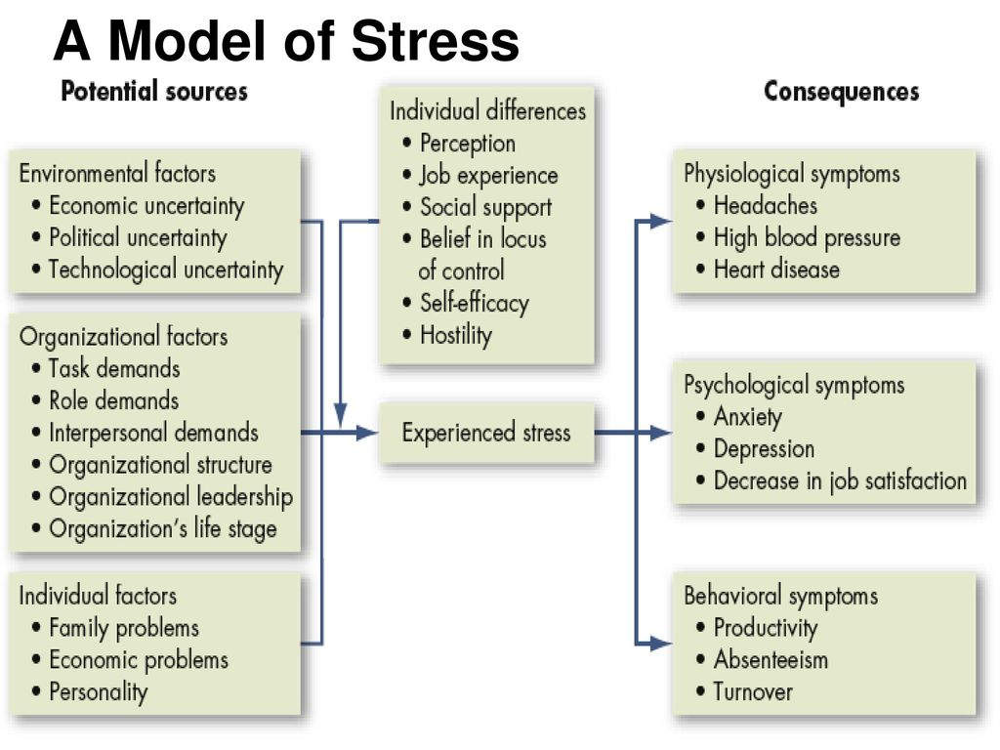 A Model of Stress
Potential sources
Environmental factors
• Economic uncertainty
• Political uncertainty
• Technological uncertainty
Organizational factors
• Task demands
• Role demands
• Interpersonal demands
• Organizational structure
• Organizational leadership
• Organization's life stage
Individual factors
• Family problems
• Economic problems
• Personality
Individual differences
• Perception
• Job experience
• Social support
• Belief in locus
of control
• Self-efficacy
• Hostility
Experienced stress
Consequences
Physiological symptoms
• Headaches
• High blood pressure
• Heart disease
Psychological symptoms
• Anxiety
• Depression
• Decrease in job satisfaction
Behavioral symptoms
• Productivity
• Absenteeism
• Turnover